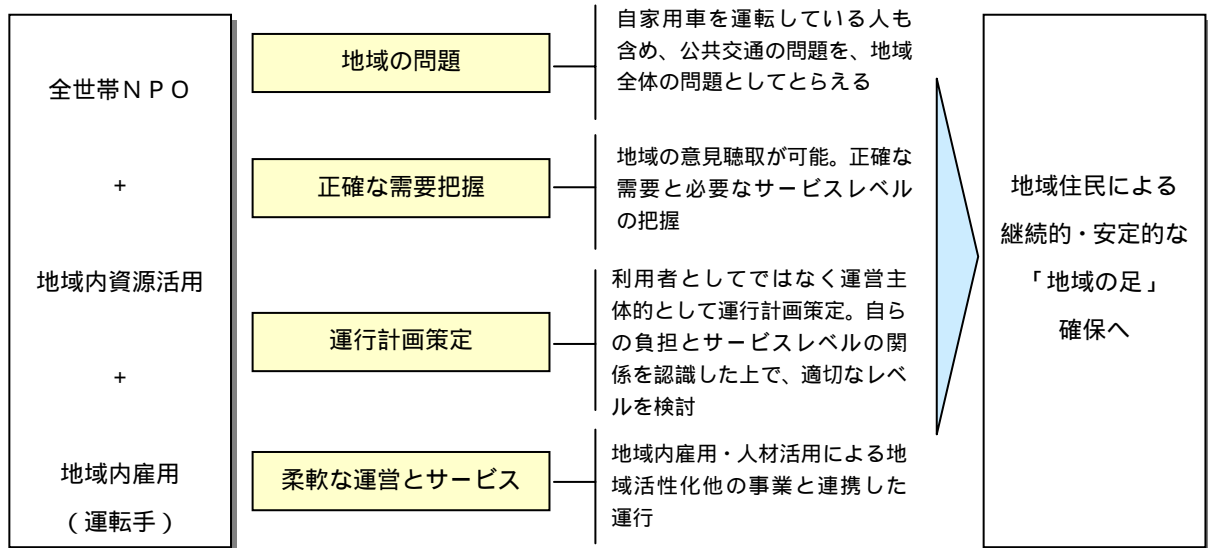 全世帯ＮＰＯ
+
地域内資源活用
+
地域内雇用
（運転手）
地域の問題
自家用車を運転している人も
含め、公共交通の問題を、地域
全体の問題としてとらえる
正確な需要把握
地域の意見聴取が可能。正確な
需要と必要なサービスレベル
の把握
運行計画策定
利用者としてではなく運営主
体的として運行計画策定。自ら
の負担とサービスレベルの関
係を認識した上で、適切なレベ
ルを検討
柔軟な運営とサービス
地域内雇用・人材活用による地
域活性化他の事業と連携した
運行
地域住民による
継続的・安定的な
「地域の足」
確保へ